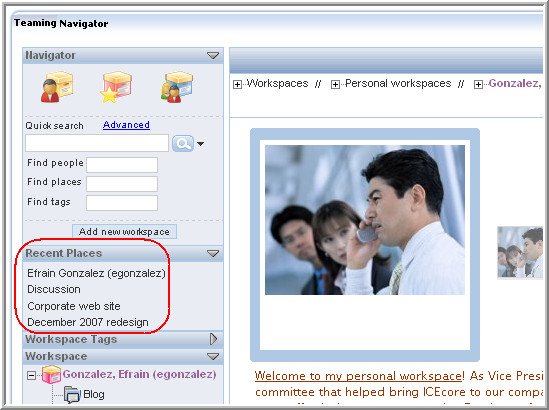 Teaming Navigator
Navigator
Workspaces // Personal workspaces // Gonzalez,
Quick search Advanced
Find people
Find places
Find tags
Add new workspace
Recent Places
Efrain Gonzalez (egonzalez)
Discussion
Corporate web site
December 2007 redesign
Workspace Tags
Workspace
Gonzalez, Efrain (egonzalez)
Blog
Welcome to my personal workspace! As Vice Presi
committee that helped bring ICEcore to our compa